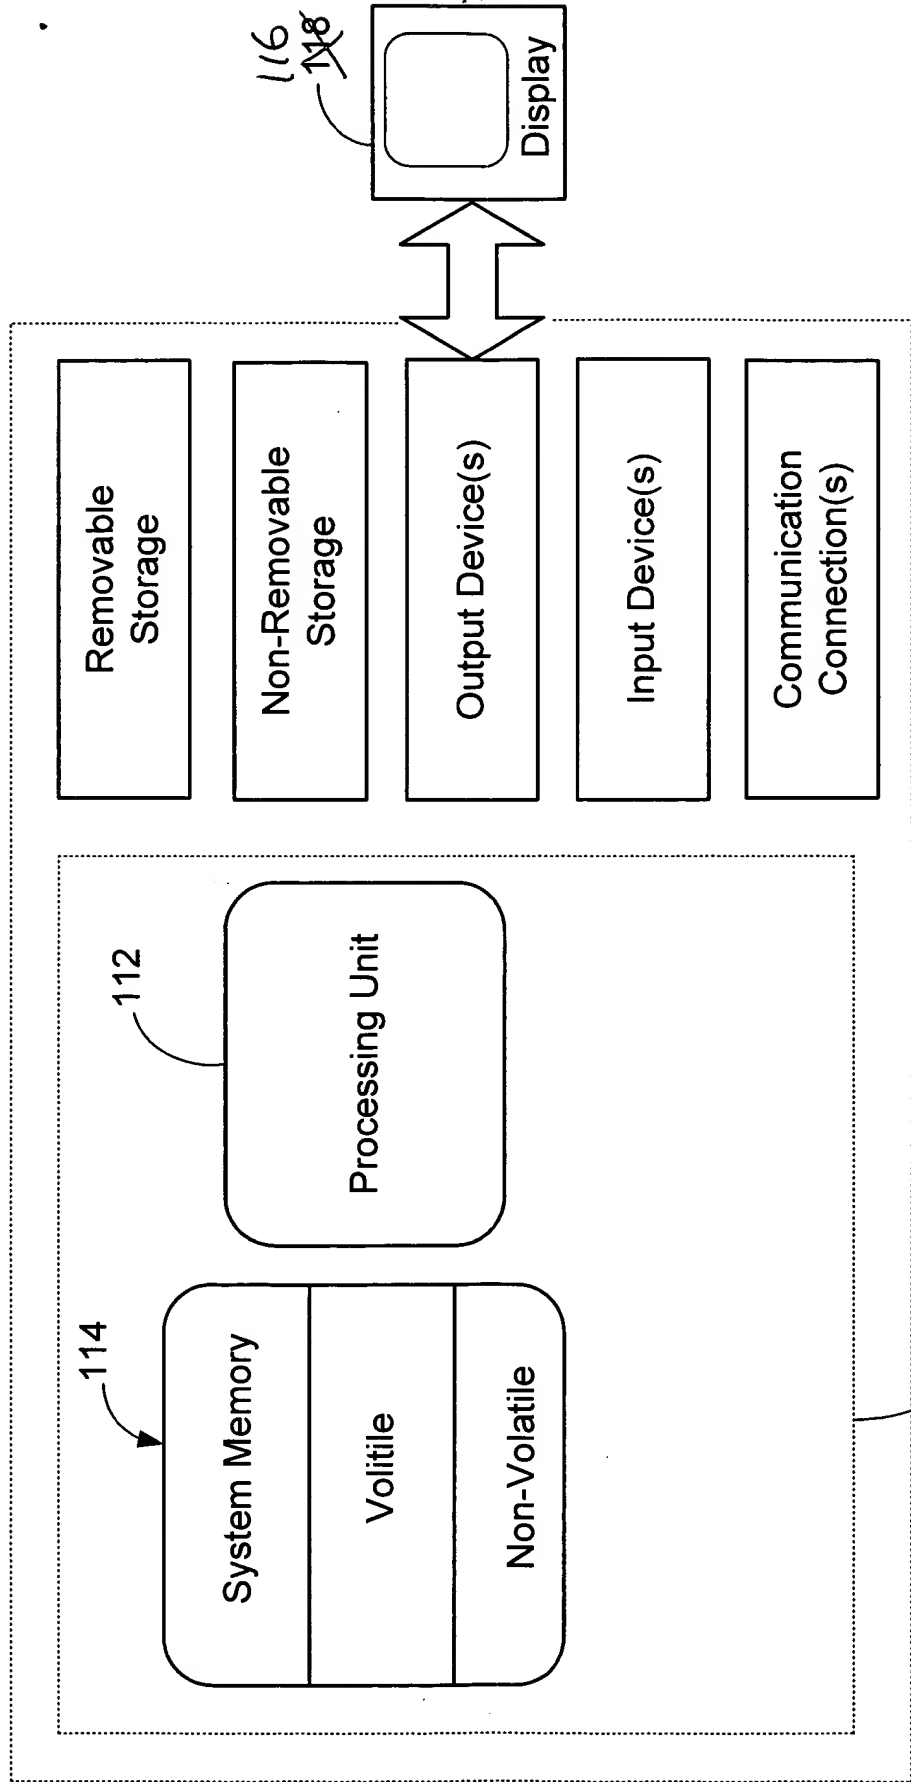 114
System Memory
Volitile
Non-Volatile
112
Processing Unit
Removable
Storage
Non-Removable
Storage
Output Device(s)
Input Device(s)
Communication
Connection(s)
116
118
Display